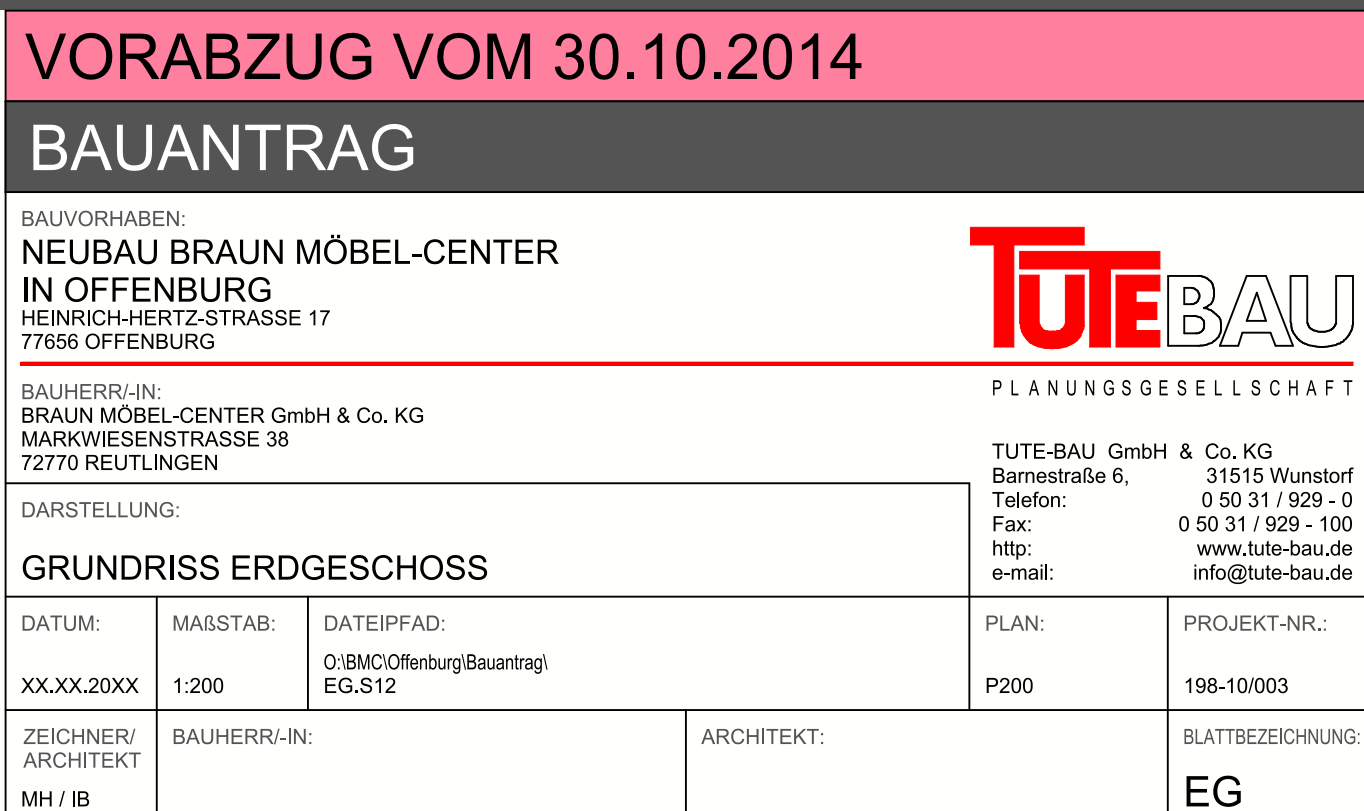 VORABZUG VOM 30.10.2014
BAUANTRAG
BAUVORHABEN:
NEUBAU BRAUN MÖBEL-CENTER
IN OFFENBURG
HEINRICH-HERTZ-STRASSE 17
77656 OFFENBURG
TUTEBAU
PLANUNGSGESELLSCHAFT
BAUHERR/-IN:
BRAUN MÖBEL-CENTER GmbH & Co. KG
MARKWIESENSTRASSE 38
72770 REUTLINGEN
TUTE-BAU GmbH & Co. KG
Barnestraße 6, 31515 Wunstorf
Telefon: 0 50 31 / 929 - 0
Fax: 0 50 31 / 929 - 100
http: www.tute-bau.de
e-mail: info@tute-bau.de
DARSTELLUNG:
GRUNDRISS ERDGESCHOSS
DATUM:
XX.XX.20XX
MAßSTAB:
1:200
DATEIPFAD:
O:\BMC\Offenburg\Bauantrag\
EG.S12
PLAN:
P200
PROJEKT-NR.:
198-10/003
ZEICHNER/
ARCHITEKT
MH / IB
BAUHERR/-IN:
ARCHITEKT:
BLATTBEZEICHNUNG:
EG